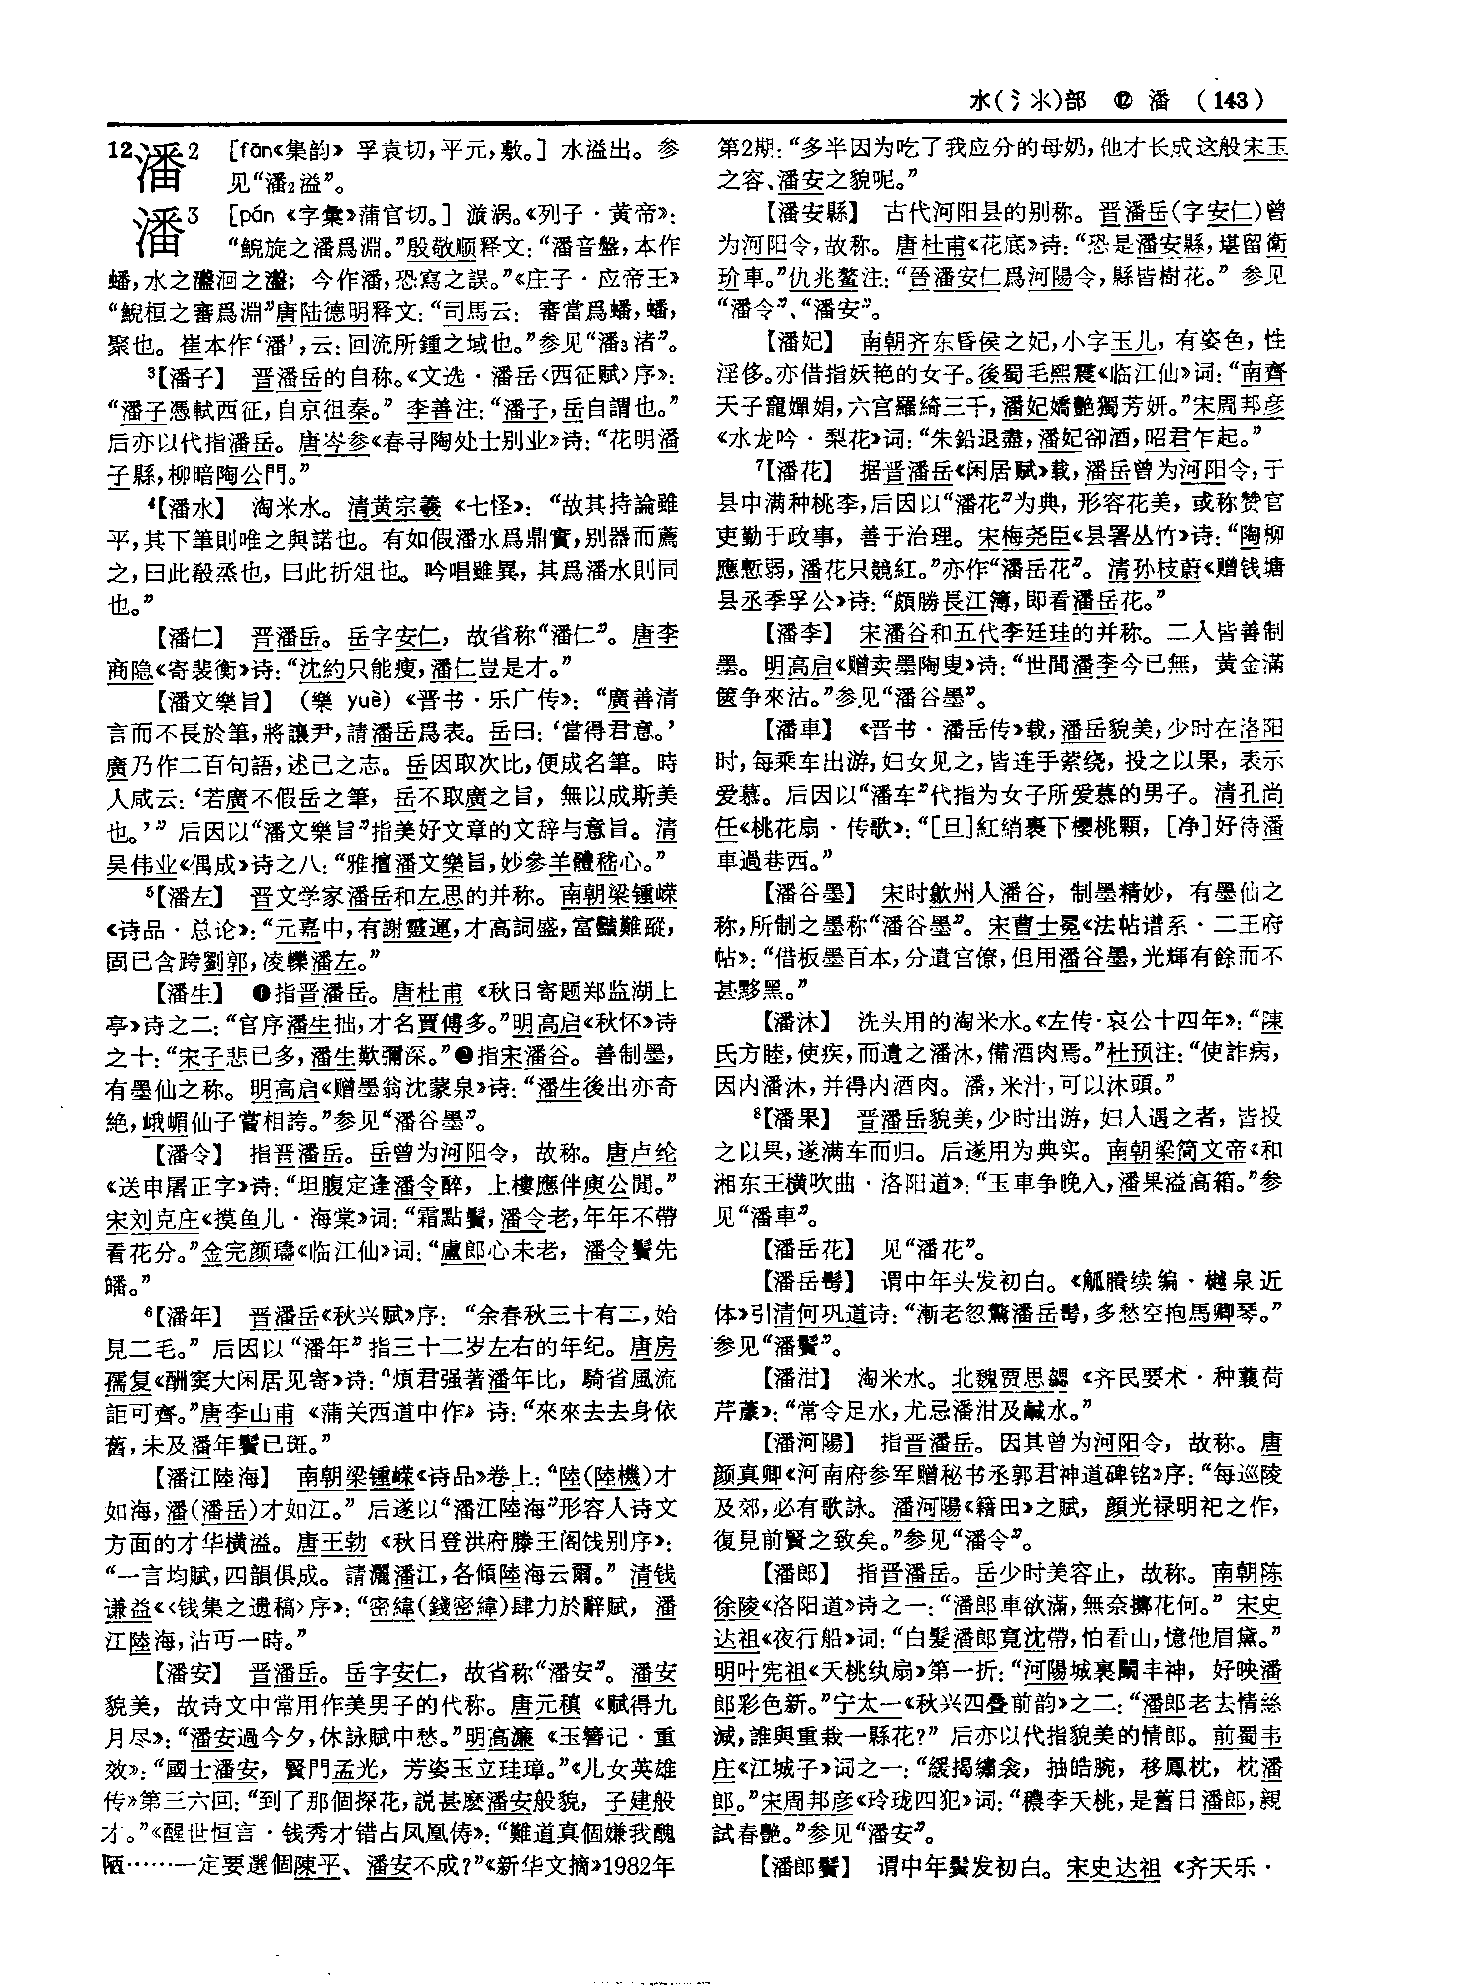 水(氵氺)部 ⑫ 潘 (143)
12 潘2 [fān《集韵》孚袁切,平元,敷。] 水溢出。参
见“潘2溢”。
潘3 [pán《字彙》蒲官切。] 漩涡。《列子·黄帝》:
“鲵旋之潘爲淵。”殷敬顺释文:“潘音盤,本作
蟠,水之瀊洄之瀊; 今作潘,恐寫之誤。”《庄子·应帝王》
“鯢桓之審爲淵”唐陆德明释文:“司馬云: 審當爲蟠,蟠,
聚也。崔本作‘潘’,云:回流所鍾之域也。”参见“潘3渚”。
3【潘子】 晋潘岳的自称。《文选·潘岳〈西征赋〉序》:
“潘子憑軾西征,自京徂秦。” 李善注:“潘子,岳自謂也。”
后亦以代指潘岳。唐岑参《春寻陶处士别业》诗:“花明潘
子縣,柳暗陶公門。”
4【潘水】 淘米水。清黄宗羲《七怪》: “故其持論雖
平,其下筆則唯之與諾也。有如假潘水爲鼎實,别器而薦
之,曰此殽烝也,曰此折俎也。吟唱雖異,其爲潘水則同
也。”
【潘仁】 晋潘岳。岳字安仁,故省称“潘仁”。唐李
商隐《寄裴衡》诗:“沈約只能瘦,潘仁豈是才。”
【潘文樂旨】 (樂 yuè)《晋书·乐广传》: “廣善清
言而不長於筆,將讓尹,請潘岳爲表。岳曰:‘當得君意。’
廣乃作二百句語,述己之志。岳因取次比,便成名筆。時
人咸云:‘若廣不假岳之筆,岳不取廣之旨,無以成斯美
也。’” 后因以“潘文樂旨”指美好文章的文辞与意旨。清
吴伟业《偶成》诗之八:“雅擅潘文樂旨,妙參羊體嵇心。”
5【潘左】 晋文学家潘岳和左思的并称。南朝梁锺嵘
《诗品·总论》:“元嘉中,有謝靈運,才高詞盛,富豔難蹤,
固已含跨劉郭,凌轢潘左。”
【潘生】 ❶指晋潘岳。唐杜甫《秋日寄题郑监湖上
亭》诗之二:“官序潘生拙,才名賈傅多。”明高启《秋怀》诗
之十:“宋子悲已多,潘生歎彌深。”❷指宋潘谷。善制墨,
有墨仙之称。明高启《赠墨翁沈蒙泉》诗:“潘生後出亦奇
絶,峨嵋仙子嘗相誇。”参见“潘谷墨”。
【潘令】 指晋潘岳。岳曾为河阳令,故称。唐卢纶
《送申屠正字》诗:“坦腹定逢潘令醉,上樓應伴庾公閒。”
宋刘克庄《摸鱼儿·海棠》词:“霜點鬢,潘令老,年年不帶
看花分。”金完颜璹《临江仙》词:“盧郎心未老,潘令鬢先
皤。”
6【潘年】 晋潘岳《秋兴赋》序: “余春秋三十有二,始
見二毛。” 后因以“潘年”指三十二岁左右的年纪。唐房
孺复《酬窦大闲居见寄》诗:“煩君强著潘年比,騎省風流
詎可齊。”唐李山甫《蒲关西道中作》诗:“來來去去身依
舊,未及潘年鬢已斑。”
【潘江陸海】 南朝梁锺嵘《诗品》卷上:“陸(陸機)才
如海,潘(潘岳)才如江。” 后遂以“潘江陸海”形容人诗文
方面的才华横溢。唐王勃《秋日登洪府滕王阁饯别序》:
“一言均賦,四韻俱成。請灑潘江,各傾陸海云爾。”清钱
谦益《〈钱集之遗稿〉序》:“密緯(錢密緯)肆力於辭賦,潘
江陸海,沾丐一時。”
【潘安】 晋潘岳。岳字安仁,故省称“潘安”。潘安
貌美,故诗文中常用作美男子的代称。唐元稹《赋得九
月尽》:“潘安過今夕,休詠賦中愁。”明高濂《玉簪记·重
效》:“國士潘安,賢門孟光,芳姿玉立珪璋。”《儿女英雄
传》第三六回:“到了那個探花,説甚麽潘安般貌,子建般
才。”《醒世恒言·钱秀才错占凤凰俦》:“難道真個嫌我醜
陋……一定要選個陳平、潘安不成?”《新华文摘》1982年
第2期:“多半因为吃了我应分的母奶,他才长成这般宋玉
之容、潘安之貌呢。”
【潘安縣】 古代河阳县的别称。晋潘岳(字安仁)曾
为河阳令,故称。唐杜甫《花底》诗:“恐是潘安縣,堪留衛
玠車。”仇兆鳌注:“晉潘安仁爲河陽令,縣皆樹花。” 参见
“潘令”、“潘安”。
【潘妃】 南朝齐东昏侯之妃,小字玉儿,有姿色,性
淫侈。亦借指妖艳的女子。後蜀毛熙震《临江仙》词:“南齊
天子寵嬋娟,六宫羅綺三千,潘妃嬌艷獨芳妍。”宋周邦彦
《水龙吟·梨花》词:“朱鉛退盡,潘妃卻酒,昭君乍起。”
7【潘花】 据晋潘岳《闲居赋》载,潘岳曾为河阳令,于
县中满种桃李,后因以“潘花”为典,形容花美,或称赞官
吏勤于政事,善于治理。宋梅尧臣《县署丛竹》诗:“陶柳
應慙弱,潘花只競紅。”亦作“潘岳花”。清孙枝蔚《赠钱塘
县丞季孚公》诗:“頗勝長江簿,即看潘岳花。”
【潘李】 宋潘谷和五代李廷珪的并称。二人皆善制
墨。明高启《赠卖墨陶叟》诗:“世間潘李今已無,黄金滿
篋争來沽。”参见“潘谷墨”。
【潘車】 《晋书·潘岳传》载,潘岳貌美,少时在洛阳
时,每乘车出游,妇女见之,皆连手萦绕,投之以果,表示
爱慕。后因以“潘车”代指为女子所爱慕的男子。清孔尚
任《桃花扇·传歌》:“[旦]紅綃裹下櫻桃顆,[净]好待潘
車過巷西。”
【潘谷墨】 宋时歙州人潘谷,制墨精妙,有墨仙之
称,所制之墨称“潘谷墨”。宋曹士冕《法帖谱系·二王府
帖》:“借板墨百本,分遺宫僚,但用潘谷墨,光輝有餘而不
甚黟黑。”
【潘沐】 洗头用的淘米水。《左传·哀公十四年》:“陳
氏方睦,使疾,而遺之潘沐,備酒肉焉。”杜预注:“使詐病,
因内潘沐,并得内酒肉。潘,米汁,可以沐頭。”
8【潘果】 晋潘岳貌美,少时出游,妇人遇之者,皆投
之以果,遂满车而归。后遂用为典实。南朝梁简文帝《和
湘东王横吹曲·洛阳道》:“玉車争晚入,潘果溢高箱。”参
见“潘車”。
【潘岳花】 见“潘花”。
【潘岳髩】 谓中年头发初白。《觚賸续编·樾泉近
体》引清何巩道诗:“漸老忽驚潘岳髩,多愁空抱馬卿琴。”
参见“潘鬢”。
【潘泔】 淘米水。北魏贾思勰《齐民要术·种蘘荷
芹蒺》:“常令足水,尤忌潘泔及鹹水。”
【潘河陽】 指晋潘岳。因其曾为河阳令,故称。唐
颜真卿《河南府参军赠秘书丞郭君神道碑铭》序:“每巡陵
及郊,必有歌詠。潘河陽《籍田》之賦,顔光禄明祀之作,
復見前賢之致矣。”参见“潘令”。
【潘郎】 指晋潘岳。岳少时美容止,故称。南朝陈
徐陵《洛阳道》诗之一:“潘郎車欲滿,無奈擲花何。” 宋史
达祖《夜行船》词:“白髮潘郎寬沈帶,怕看山,憶他眉黛。”
明叶宪祖《夭桃纨扇》第一折:“河陽城裏鬭丰神,好映潘
郎彩色新。”宁太一《秋兴四叠前韵》之二:“潘郎老去情絲
減,誰與重栽一縣花?” 后亦以代指貌美的情郎。前蜀韦
庄《江城子》词之一:“緩揭繡衾,抽皓腕,移鳳枕,枕潘
郎。”宋周邦彦《玲珑四犯》词:“穠李夭桃,是舊日潘郎,親
試春艷。”参见“潘安”。
【潘郎鬢】 谓中年鬓发初白。宋史达祖《齐天乐·